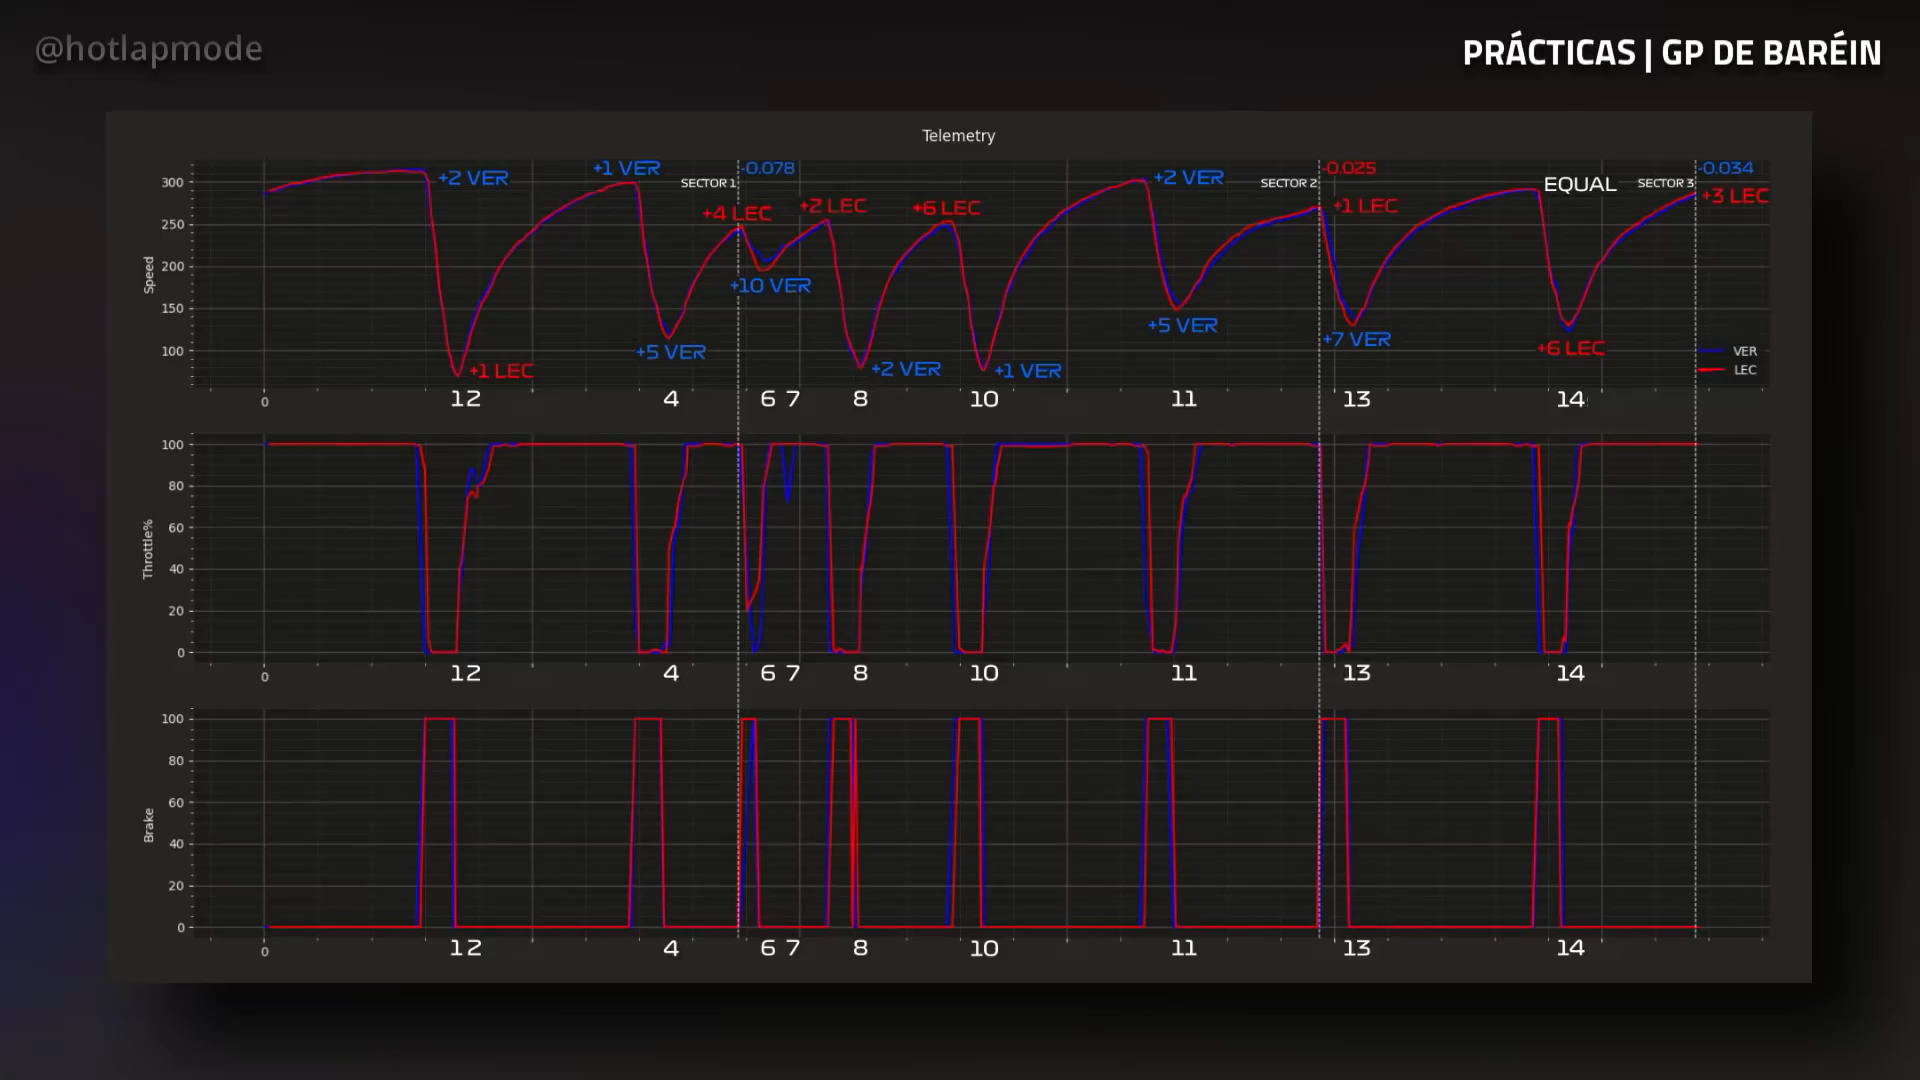 @hotlapmode
PRÁCTICAS | GP DE BARÉIN
Telemetry
+2 VER
+1 VER
SECTOR 1
-0.078
+4 LEC
+2 LEC
+6 LEC
+2 VER
SECTOR 2
-0.025
+1 LEC
EQUAL
SECTOR 3
-0.034
+3 LEC
+1 LEC
+5 VER
+10 VER
+2 VER
+1 VER
+5 VER
+7 VER
+6 LEC
VER
LEC
Speed
300
250
200
150
100
0 12 4 6 7 8 10 11 13 14
Throttle%
100
80
60
40
20
0
0 12 4 6 7 8 10 11 13 14
Brake
100
80
60
40
20
0
0 12 4 6 7 8 10 11 13 14